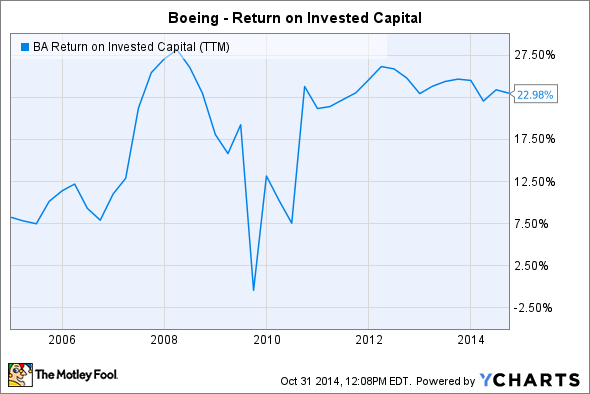 Boeing - Return on Invested Capital
BA Return on Invested Capital (TTM)
27.50%
22.98%
17.50%
12.50%
7.50%
2.50%
-2.50%
2006 2008 2010 2012 2014
The Motley Fool.
Oct 31 2014, 12:08PM EDT. Powered by YCHARTS